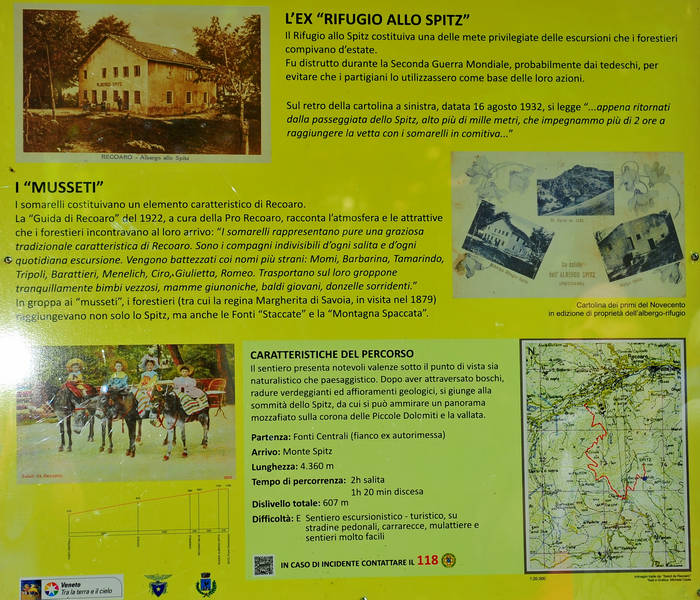 L'EX "RIFUGIO ALLO SPITZ"
Il Rifugio allo Spitz costituiva una delle mete privilegiate delle escursioni che i forestieri
compivano d'estate.
Fu distrutto durante la Seconda Guerra Mondiale, probabilmente dai tedeschi, per
evitare che i partigiani lo utilizzassero come base delle loro azioni.
Sul retro della cartolina a sinistra, datata 16 agosto 1932, si legge "...appena ritornati
dalla passeggiata dello Spitz, alto più di mille metri, che impegnammo più di 2 ore a
raggiungere la vetta con i somarelli in comitiva..."
ALBERGO SPITZ
RECOARO - Albergo allo Spitz
I "MUSSETI"
I somarelli costituivano un elemento caratteristico di Recoaro.
La "Guida di Recoaro" del 1922, a cura della Pro Recoaro, racconta l'atmosfera e le attrattive
che i forestieri incontravano al loro arrivo: "I somarelli rappresentano pure una graziosa
tradizionale caratteristica di Recoaro. Sono i compagni indivisibili d'ogni salita e d'ogni
quotidiana escursione. Vengono battezzati coi nomi più strani: Momi, Barbarina, Tamarindo,
Tripoli, Barattieri, Menelich, Ciro, Giulietta, Romeo. Trasportano sul loro groppone
tranquillamente bimbi vezzosi, mamme giunoniche, baldi giovani, donzelle sorridenti."
In groppa ai "musseti", i forestieri (tra cui la regina Margherita di Savoia, in visita nel 1879)
raggiungevano non solo lo Spitz, ma anche le Fonti "Staccate" e la "Montagna Spaccata".
Un saluto
dall'ALBERGO SPITZ
(RECOARO)
Cartolina dei primi del Novecento
in edizione di proprietà dell'albergo-rifugio
Saluti da Recoaro
CARATTERISTICHE DEL PERCORSO
Il sentiero presenta notevoli valenze sotto il punto di vista sia
naturalistico che paesaggistico. Dopo aver attraversato boschi,
radure verdeggianti ed affioramenti geologici, si giunge alla
sommità dello Spitz, da cui si può ammirare un panorama
mozzafiato sulla corona delle Piccole Dolomiti e la vallata.
Partenza: Fonti Centrali (fianco ex autorimessa)
Arrivo: Monte Spitz
Lunghezza: 4.360 m
Tempo di percorrenza: 2h salita
1h 20 min discesa
Dislivello totale: 607 m
Difficoltà: E Sentiero escursionistico - turistico, su
stradine pedonali, carrarecce, mulattiere e
sentieri molto facili
IN CASO DI INCIDENTE CONTATTARE IL 118
N
1:20.000
Veneto
Tra la terra e il cielo